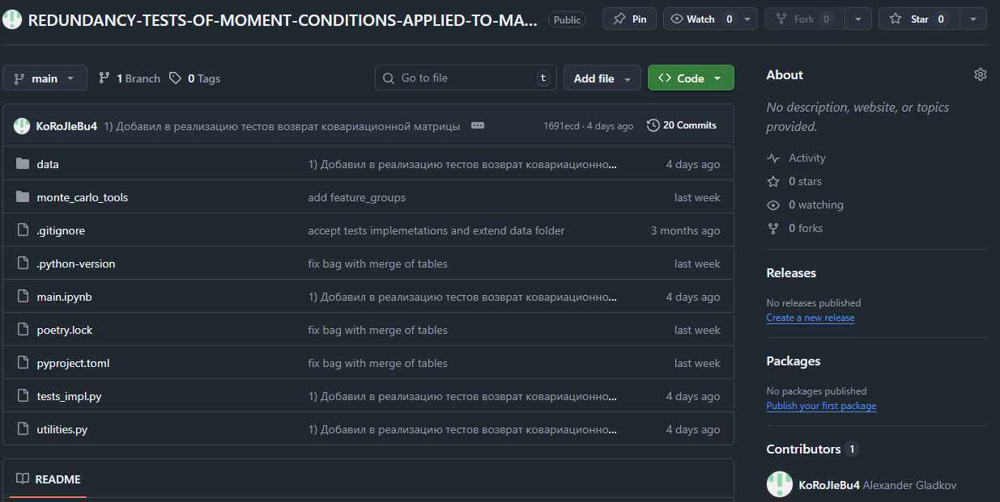 REDUNDANCY-TESTS-OF-MOMENT-CONDITIONS-APPLIED-TO-MA... Public Pin Watch 0 Fork 0 Star 0
main 1 Branch 0 Tags Go to file t Add file Code
KoRoJIeBu4 1) Добавил в реализацию тестов возврат ковариационной матрицы 1691ecd · 4 days ago 20 Commits
data 1) Добавил в реализацию тестов возврат ковариационно... 4 days ago
monte_carlo_tools add feature_groups last week
.gitignore accept tests implemetations and extend data folder 3 months ago
.python-version fix bag with merge of tables last week
main.ipynb 1) Добавил в реализацию тестов возврат ковариационно... 4 days ago
poetry.lock fix bag with merge of tables last week
pyproject.toml fix bag with merge of tables last week
tests_impl.py 1) Добавил в реализацию тестов возврат ковариационно... 4 days ago
utilities.py 1) Добавил в реализацию тестов возврат ковариационно... 4 days ago
README
About
No description, website, or topics
provided.
Activity
0 stars
0 watching
0 forks
Releases
No releases published
Create a new release
Packages
No packages published
Publish your first package
Contributors 1
KoRoJIeBu4 Alexander Gladkov